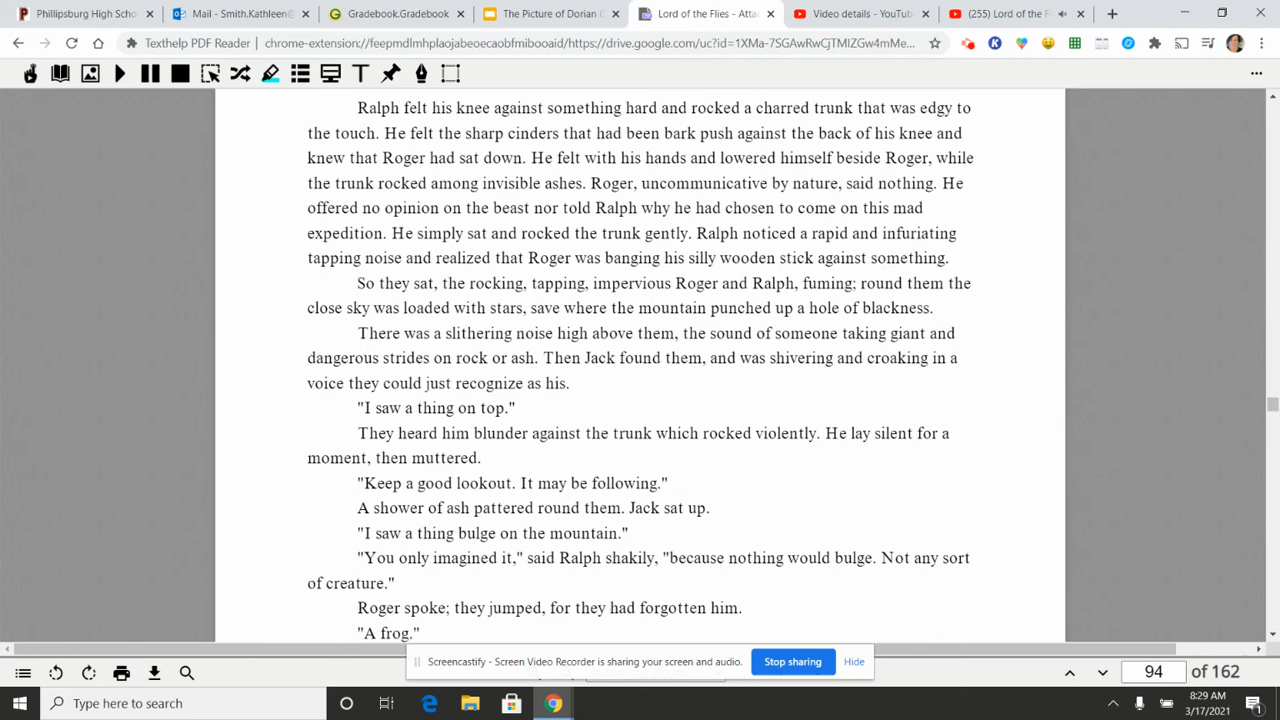 Phillipsburg High Scho
Mail - Smith.Kathleen@
Gradebook.Gradebook
The Picture of Dorian G
Lord of the Flies - Atta
Video details - YouTub
(255) Lord of the Fl
Texthelp PDF Reader | chrome-extension://feepmdlmhplaojabeoecaobfmibooaid/https://drive.google.com/uc?id=1XMa-7SGAwRwCjTMIZGw4mMe...
Ralph felt his knee against something hard and rocked a charred trunk that was edgy to
the touch. He felt the sharp cinders that had been bark push against the back of his knee and
knew that Roger had sat down. He felt with his hands and lowered himself beside Roger, while
the trunk rocked among invisible ashes. Roger, uncommunicative by nature, said nothing. He
offered no opinion on the beast nor told Ralph why he had chosen to come on this mad
expedition. He simply sat and rocked the trunk gently. Ralph noticed a rapid and infuriating
tapping noise and realized that Roger was banging his silly wooden stick against something.
So they sat, the rocking, tapping, impervious Roger and Ralph, fuming; round them the
close sky was loaded with stars, save where the mountain punched up a hole of blackness.
There was a slithering noise high above them, the sound of someone taking giant and
dangerous strides on rock or ash. Then Jack found them, and was shivering and croaking in a
voice they could just recognize as his.
"I saw a thing on top."
They heard him blunder against the trunk which rocked violently. He lay silent for a
moment, then muttered.
"Keep a good lookout. It may be following."
A shower of ash pattered round them. Jack sat up.
"I saw a thing bulge on the mountain."
"You only imagined it," said Ralph shakily, "because nothing would bulge. Not any sort
of creature."
Roger spoke; they jumped, for they had forgotten him.
"A frog."
Screencastify - Screen Video Recorder is sharing your screen and audio.
Stop sharing
Hide
94 of 162
Type here to search
8:29 AM
3/17/2021